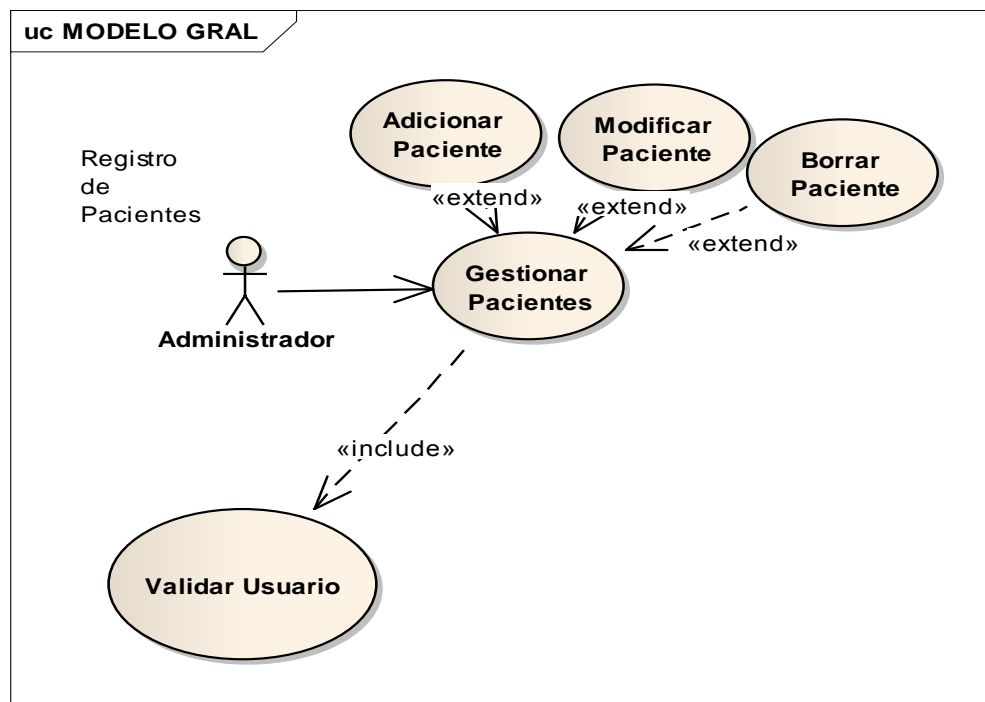 uc MODELO GRAL
Adicionar
Paciente
Modificar
Paciente
Borrar
Paciente
Registro
de
Pacientes
«extend»
«extend»
«extend»
Gestionar
Pacientes
Administrador
«include»
Validar Usuario